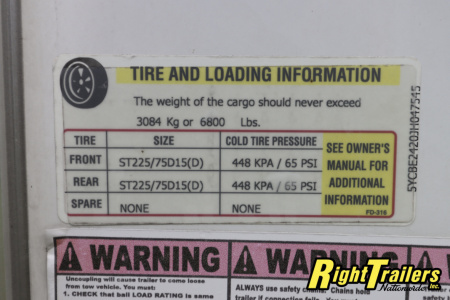 TIRE AND LOADING INFORMATION
The weight of the cargo should never exceed
3084 Kg or 6800 Lbs.
TIRE SIZE COLD TIRE PRESSURE
FRONT ST225/75D15(D) 448 KPA / 65 PSI
REAR ST225/75D15(D) 448 KPA / 65 PSI
SPARE NONE NONE
SEE OWNER'S
MANUAL FOR
ADDITIONAL
INFORMATION
FD-316
5YCBE2420JH047545
WARNING
Uncoupling will cause trailer to come loose
from tow vehicle. You must:
1. CHECK that ball LOAD RATING is same
WARNING
ALWAYS use safety chains. Chains hold
trailer if connection fails.
RightTrailers
Nationwide Inc.